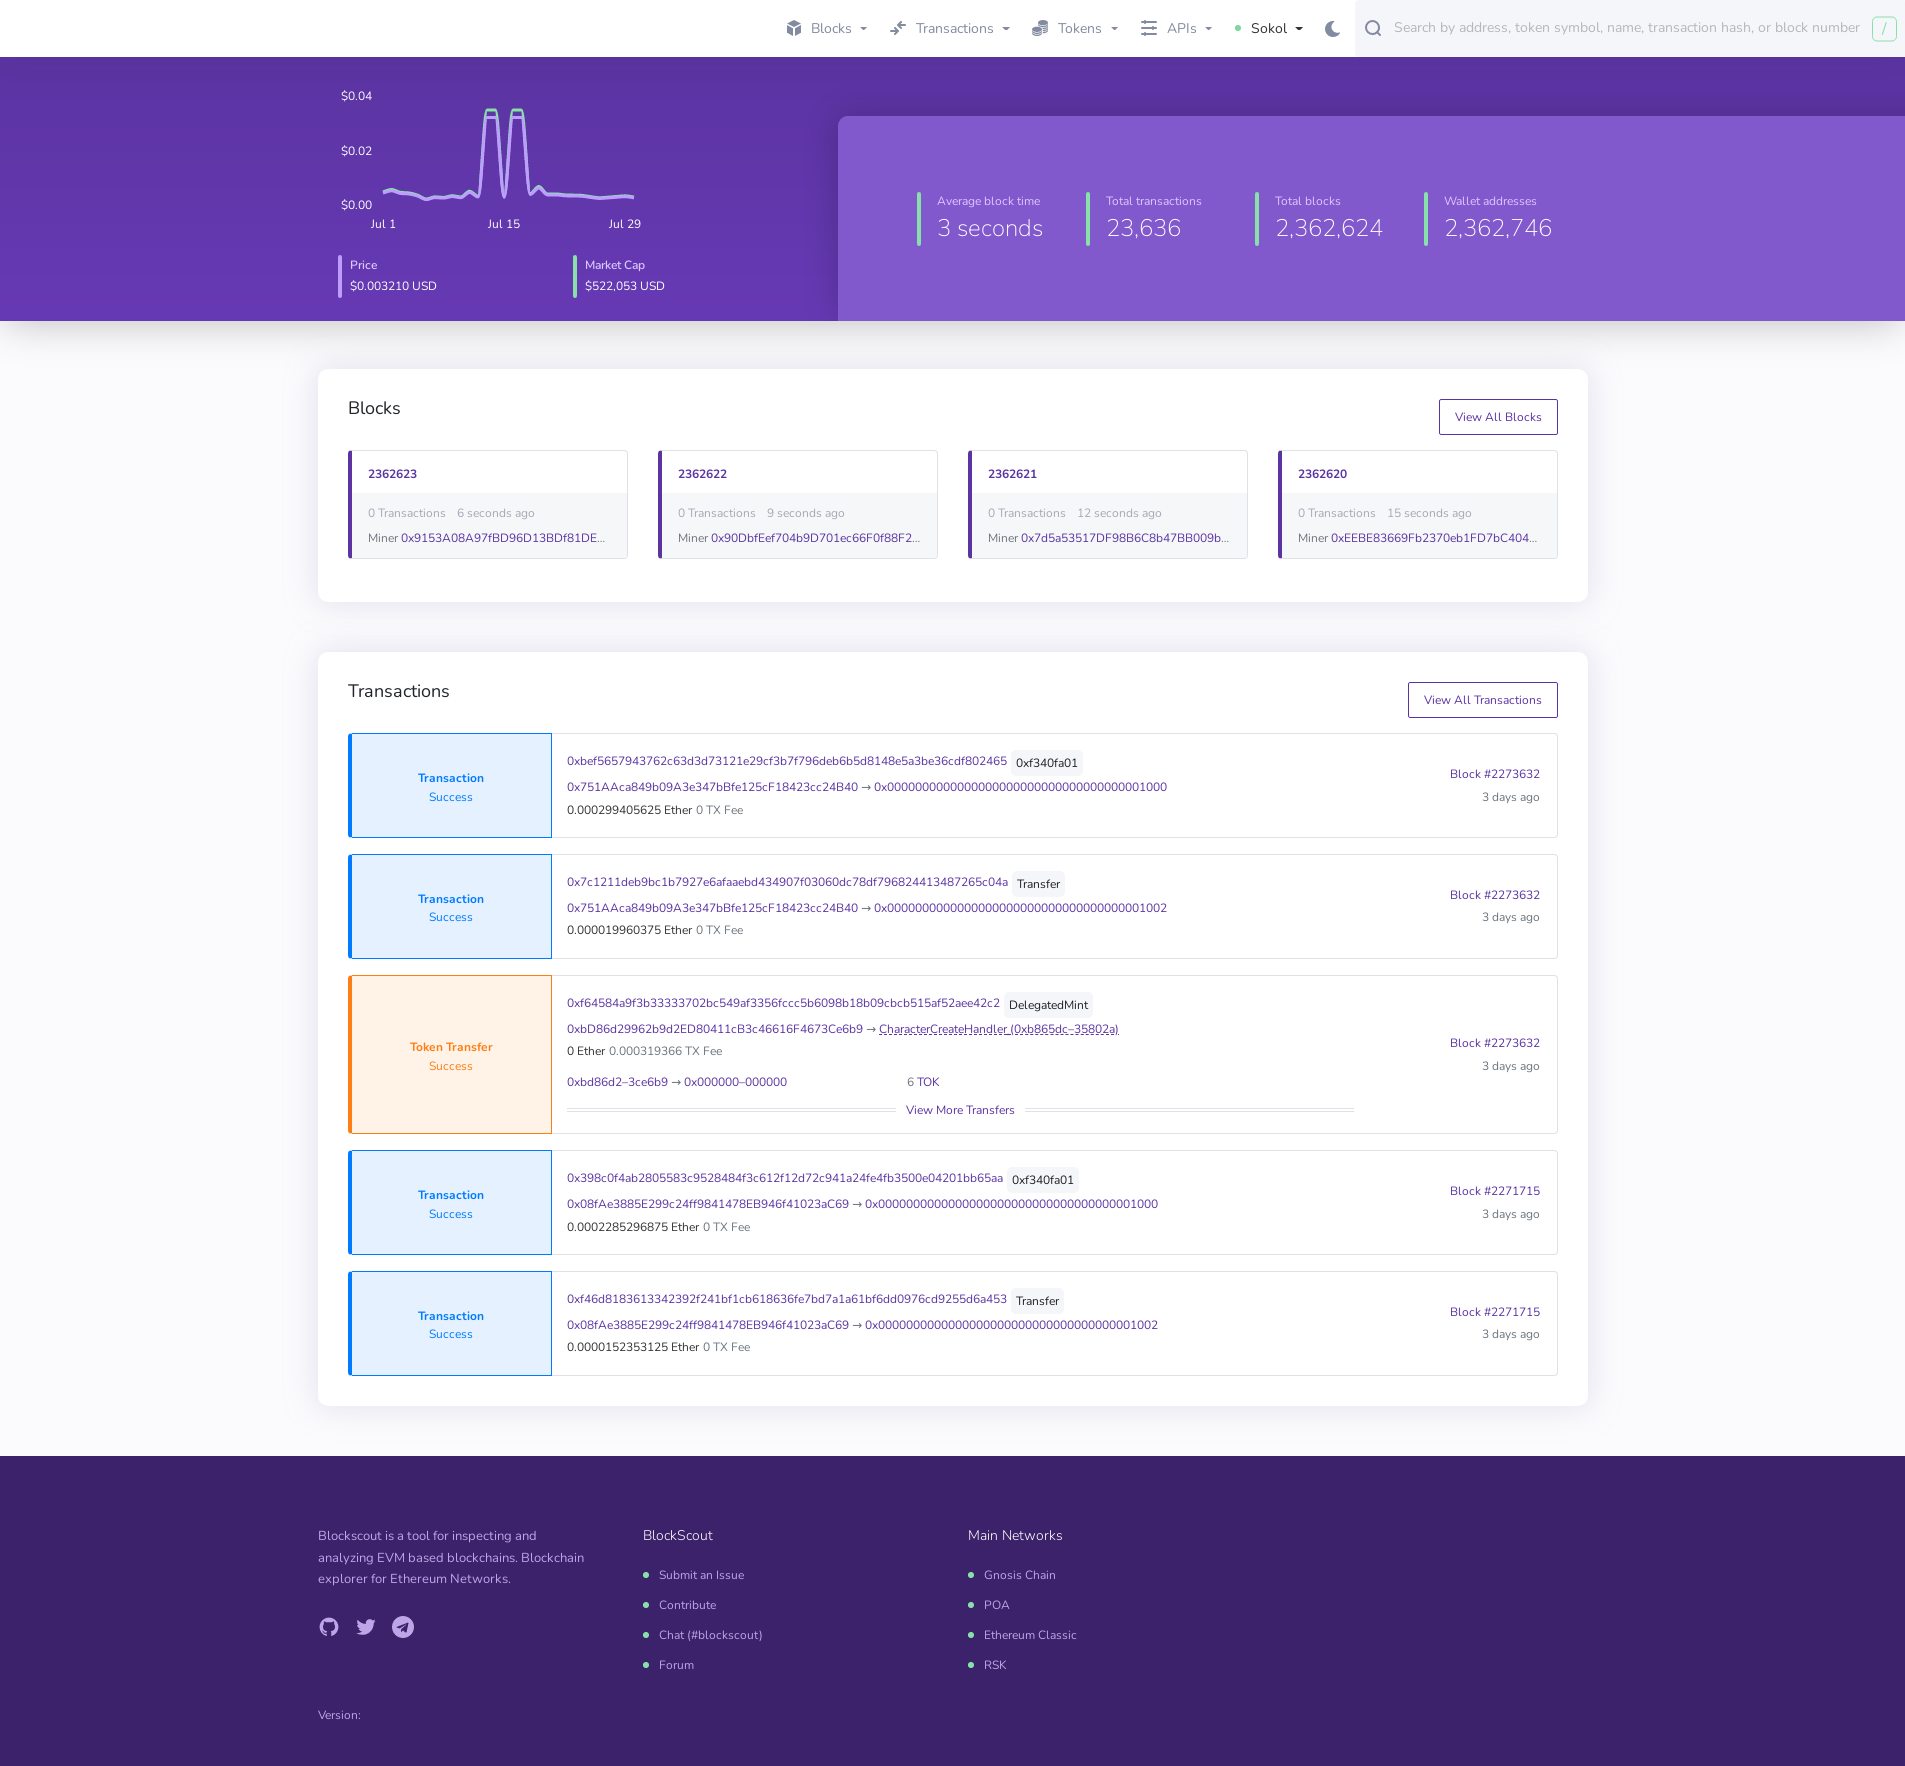 Blocks Transactions Tokens APIs Sokol Search by address, token symbol, name, transaction hash, or block number /
$0.04
$0.02
$0.00
Jul 1 Jul 15 Jul 29
Price
$0.003210 USD
Market Cap
$522,053 USD
Average block time
3 seconds
Total transactions
23,636
Total blocks
2,362,624
Wallet addresses
2,362,746
Blocks
View All Blocks
2362623
0 Transactions 6 seconds ago
Miner 0x9153A08A97fBD96D13BDf81DE...
2362622
0 Transactions 9 seconds ago
Miner 0x90DbfEef704b9D701ec66F0f88F2...
2362621
0 Transactions 12 seconds ago
Miner 0x7d5a53517DF98B6C8b47BB009b...
2362620
0 Transactions 15 seconds ago
Miner 0xEEBE83669Fb2370eb1FD7bC404...
Transactions
View All Transactions
Transaction
Success
0xbef5657943762c63d3d73121e29cf3b7f796deb6b5d8148e5a3be36cdf802465 0xf340fa01
0x751AAca849b09A3e347bBfe125cF18423cc24B40 → 0x0000000000000000000000000000000000001000
0.000299405625 Ether 0 TX Fee
Block #2273632
3 days ago
Transaction
Success
0x7c1211deb9bc1b7927e6afaaebd434907f03060dc78df796824413487265c04a Transfer
0x751AAca849b09A3e347bBfe125cF18423cc24B40 → 0x0000000000000000000000000000000000001002
0.000019960375 Ether 0 TX Fee
Block #2273632
3 days ago
Token Transfer
Success
0xf64584a9f3b33333702bc549af3356fccc5b6098b18b09cbcb515af52aee42c2 DelegatedMint
0xbD86d29962b9d2ED80411cB3c46616F4673Ce6b9 → CharacterCreateHandler (0xb865dc–35802a)
0 Ether 0.000319366 TX Fee
0xbd86d2–3ce6b9 → 0x000000–000000 6 TOK
View More Transfers
Block #2273632
3 days ago
Transaction
Success
0x398c0f4ab2805583c9528484f3c612f12d72c941a24fe4fb3500e04201bb65aa 0xf340fa01
0x08fAe3885E299c24ff9841478EB946f41023aC69 → 0x0000000000000000000000000000000000001000
0.0002285296875 Ether 0 TX Fee
Block #2271715
3 days ago
Transaction
Success
0xf46d8183613342392f241bf1cb618636fe7bd7a1a61bf6dd0976cd9255d6a453 Transfer
0x08fAe3885E299c24ff9841478EB946f41023aC69 → 0x0000000000000000000000000000000000001002
0.0000152353125 Ether 0 TX Fee
Block #2271715
3 days ago
Blockscout is a tool for inspecting and
analyzing EVM based blockchains. Blockchain
explorer for Ethereum Networks.
BlockScout
Submit an Issue
Contribute
Chat (#blockscout)
Forum
Main Networks
Gnosis Chain
POA
Ethereum Classic
RSK
Version: